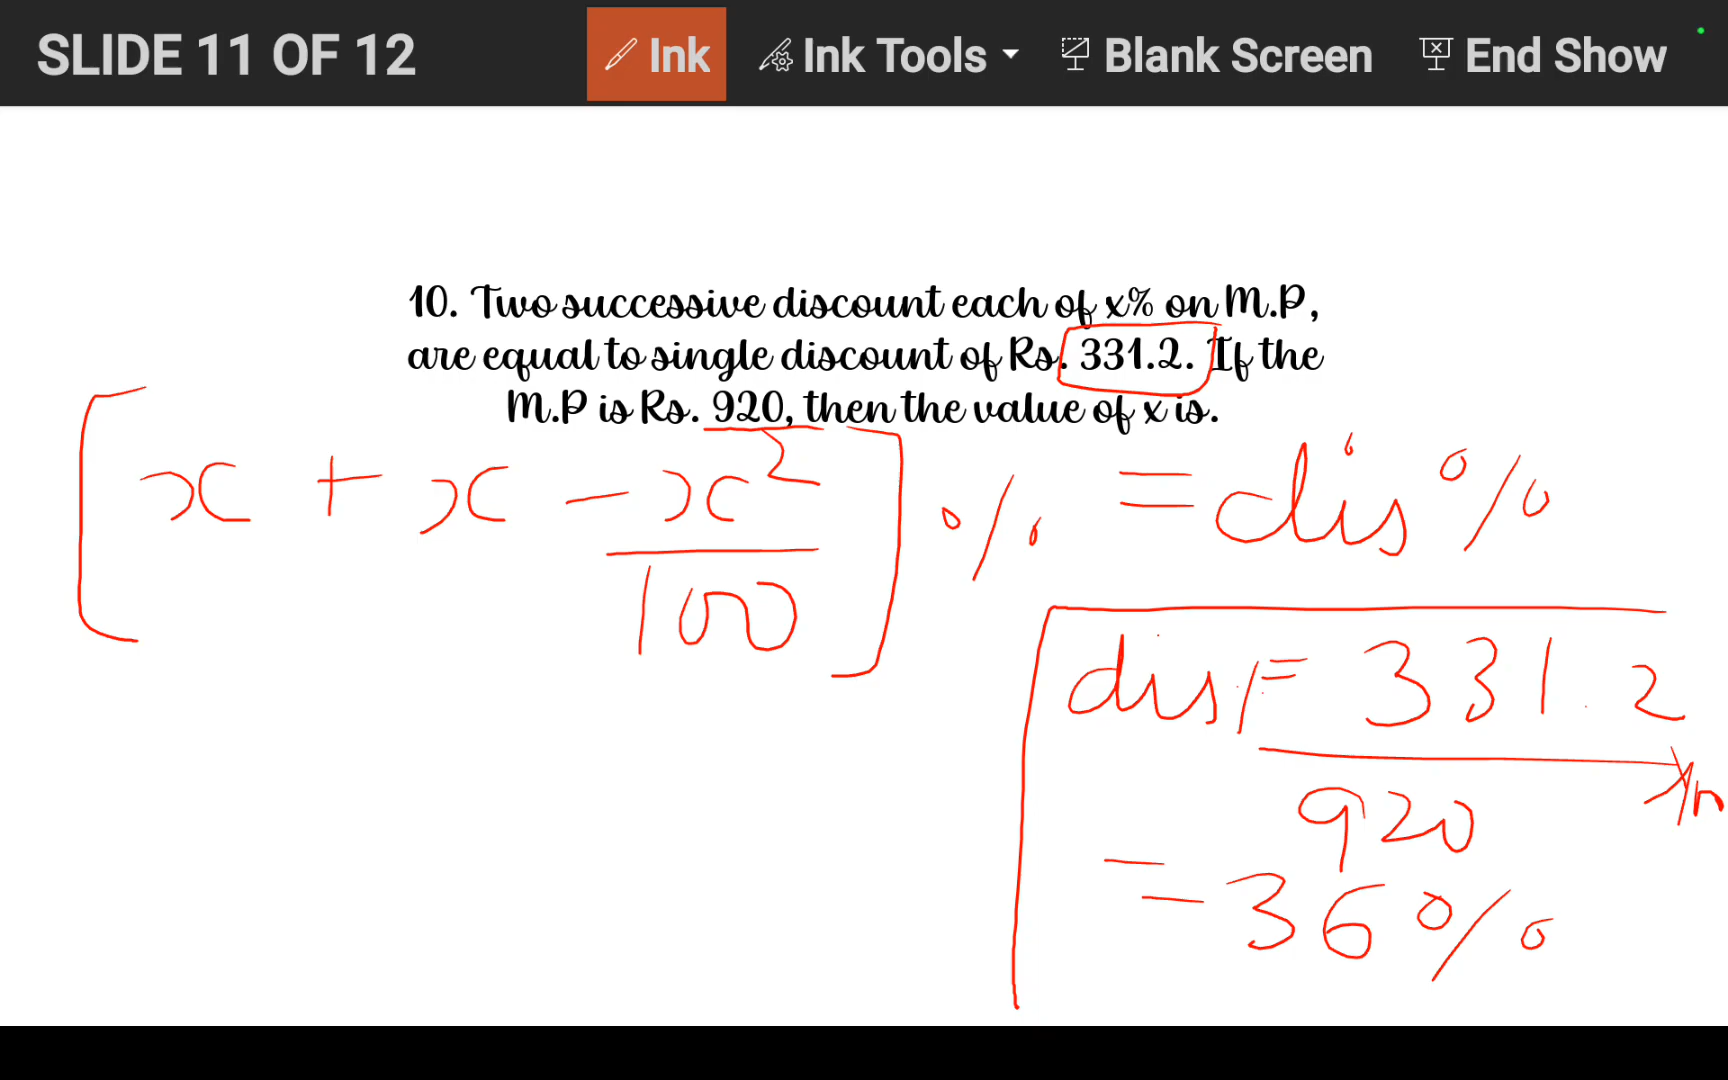 SLIDE 11 OF 12 Ink Ink Tools Blank Screen End Show
10. Two successive discount each of x% on M.P,
are equal to single discount of Rs. 331.2. If the
M.P is Rs. 920, then the value of x is.
[x + x - x²/100] % = dis %
dis/. = 331.2
920
= 36%